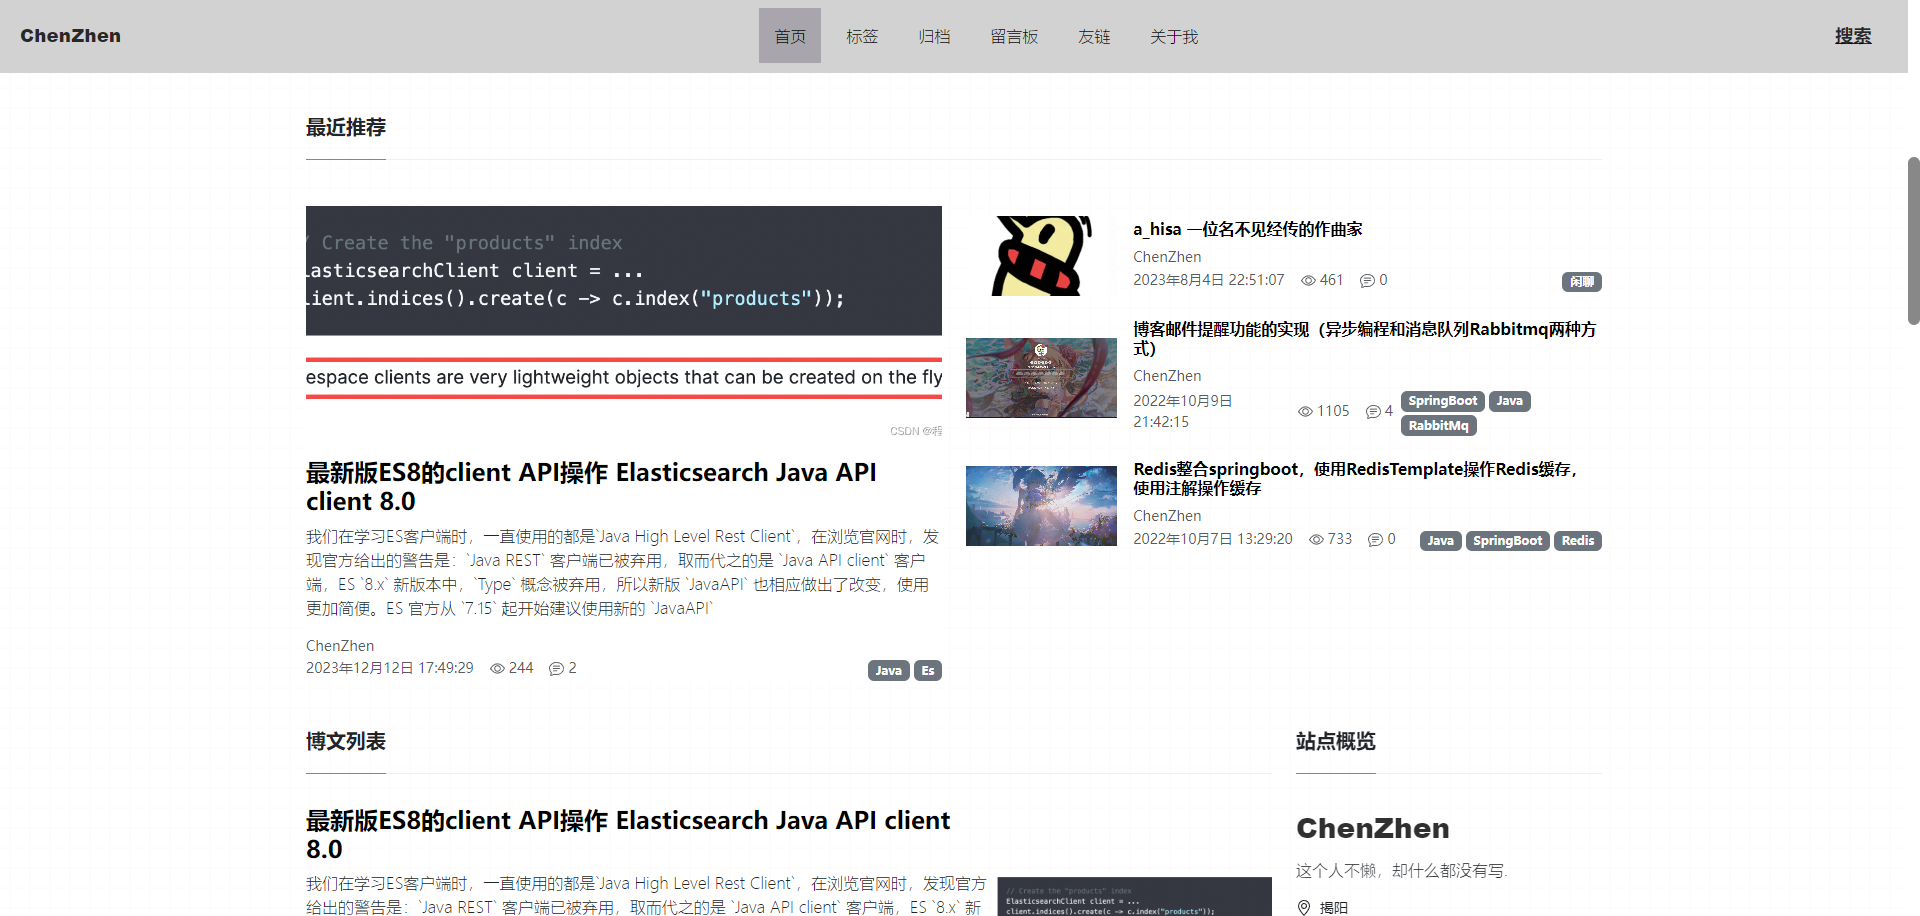 ChenZhen
首页
标签
归档
留言板
友链
关于我
搜索
最近推荐
/ Create the "products" index
lasticsearchClient client = ...
lient.indices().create(c -> c.index("products"));
espace clients are very lightweight objects that can be created on the fly
CSDN @程
最新版ES8的client API操作 Elasticsearch Java API
client 8.0
我们在学习ES客户端时，一直使用的都是`Java High Level Rest Client`，在浏览官网时，发
现官方给出的警告是：`Java REST` 客户端已被弃用，取而代之的是 `Java API client` 客户
端，ES `8.x` 新版本中，`Type` 概念被弃用，所以新版 `JavaAPI` 也相应做出了改变，使用
更加简便。ES 官方从 `7.15` 起开始建议使用新的 `JavaAPI`
ChenZhen
2023年12月12日 17:49:29 244 2
Java Es
a_hisa 一位名不见经传的作曲家
ChenZhen
2023年8月4日 22:51:07 461 0
闲聊
博客邮件提醒功能的实现（异步编程和消息队列Rabbitmq两种方
式）
ChenZhen
2022年10月9日
21:42:15
1105 4
SpringBoot Java
RabbitMq
Redis整合springboot，使用RedisTemplate操作Redis缓存，
使用注解操作缓存
ChenZhen
2022年10月7日 13:29:20 733 0
Java SpringBoot Redis
博文列表
最新版ES8的client API操作 Elasticsearch Java API client
8.0
我们在学习ES客户端时，一直使用的都是`Java High Level Rest Client`，在浏览官网时，发现官方
给出的警告是：`Java REST` 客户端已被弃用，取而代之的是 `Java API client` 客户端，ES `8.x` 新
// Create the "products" index
ElasticsearchClient client = ...
client.indices().create(c -> c.index("products"));
站点概览
ChenZhen
这个人不懒，却什么都没有写.
揭阳